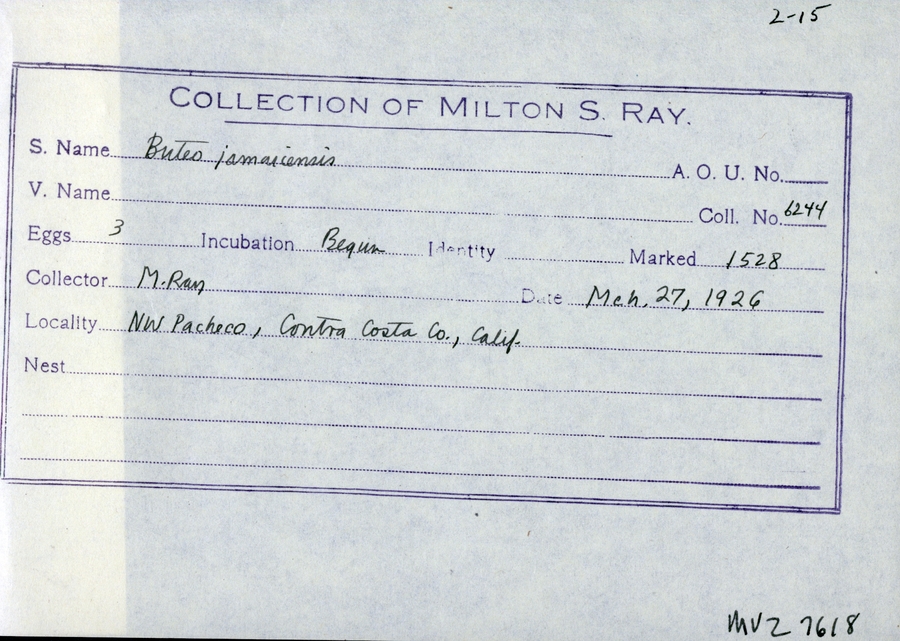 2-15
COLLECTION OF MILTON S. RAY.
S. Name Buteo jamaicensis A. O. U. No.
V. Name Coll. No. 6244
Eggs 3 Incubation Begun Identity Marked 1528
Collector M. Ray Date Mch. 27, 1926
Locality NW Pacheco, Contra Costa Co., Calif.
Nest
MVZ 7618